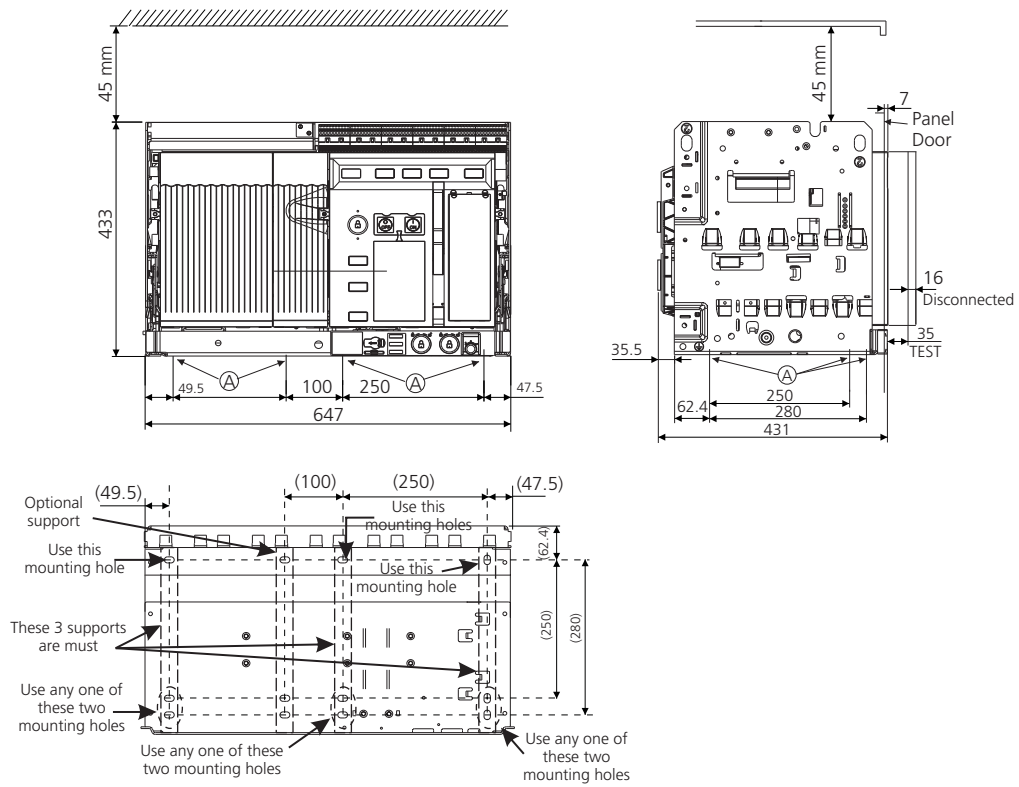 45 mm
433
A
A
49.5
100
250
47.5
647
45 mm
7
Panel
Door
16
Disconnected
35
TEST
35.5
A
250
62.4
280
431
(49.5)
(100)
(250)
(47.5)
Optional
support
Use this
mounting holes
(62.4)
Use this
mounting hole
Use this
mounting hole
(250)
(280)
These 3 supports
are must
Use any one of
these two
mounting holes
Use any one of these
two mounting holes
Use any one of
these two
mounting holes